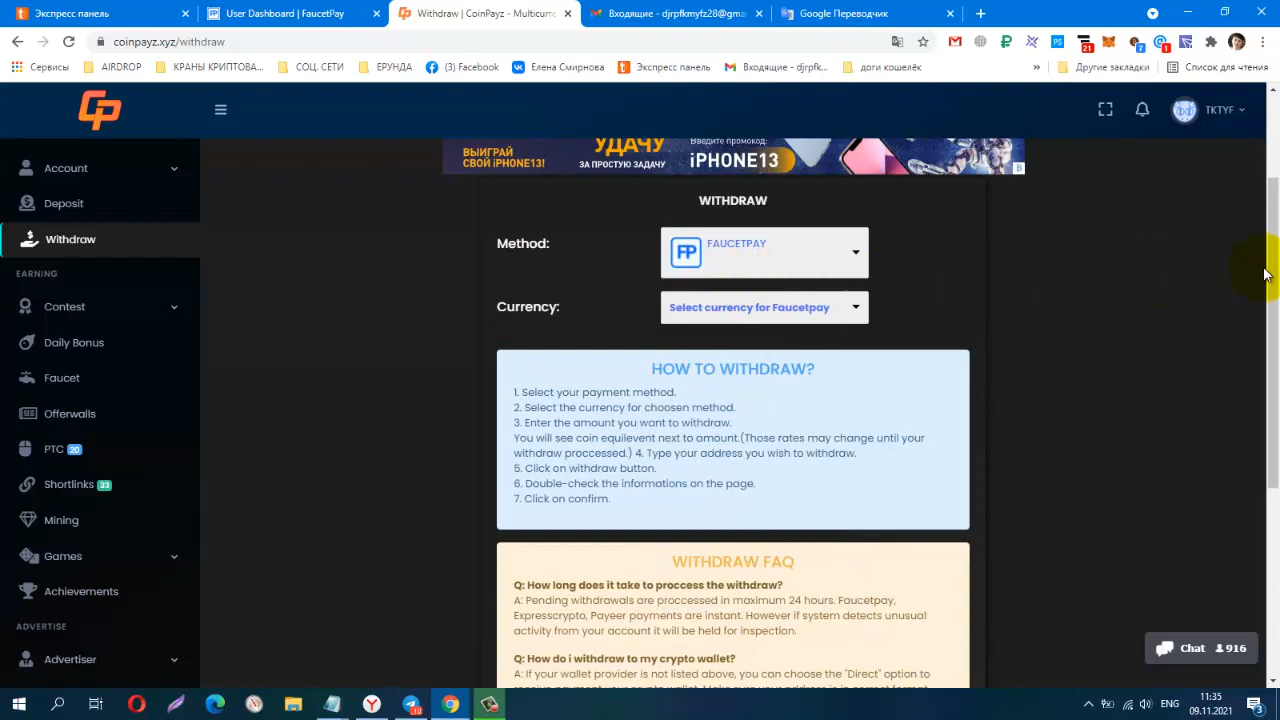 Экспресс панель
User Dashboard | FaucetPay
Withdraw | CoinPayz - Multicurre
Входящие - djrpfkmyfz28@gma
Google Переводчик
coinpayz.xyz/withdraw
21
7
1
Сервисы
AIRDROP
КРАНЫ КРИПТОВА...
СОЦ. СЕТИ
ЕРУНДА
(3) Facebook
Елена Смирнова
Экспресс панель
Входящие - djrpfk...
доги кошелёк
»
Другие закладки
Список для чтения
CP
TKTYF
ВЫИГРАЙ
СВОЙ iPHONE13!
УДАЧУ
ЗА ПРОСТУЮ ЗАДАЧУ
Введите промокод:
iPHONE13
Account
Deposit
Withdraw
EARNING
Contest
Daily Bonus
Faucet
Offerwalls
PTC 20
Shortlinks 33
Mining
Games
Achievements
ADVERTISE
Advertiser
WITHDRAW
Method:
FP FAUCETPAY
Currency:
Select currency for Faucetpay
HOW TO WITHDRAW?
1. Select your payment method.
2. Select the currency for choosen method.
3. Enter the amount you want to withdraw.
You will see coin equilevent next to amount.(Those rates may change until your
withdraw proccessed.) 4. Type your address you wish to withdraw.
5. Click on withdraw button.
6. Double-check the informations on the page.
7. Click on confirm.
WITHDRAW FAQ
Q: How long does it take to proccess the withdraw?
A: Pending withdrawals are proccessed in maximum 24 hours. Faucetpay,
Expresscrypto, Payeer payments are instant. However if system detects unusual
activity from your account it will be held for inspection.
Q: How do i withdraw to my crypto wallet?
A: If your wallet provider is not listed above, you can choose the "Direct" option to
Chat 916
10
РУС
11:35
09.11.2021
3